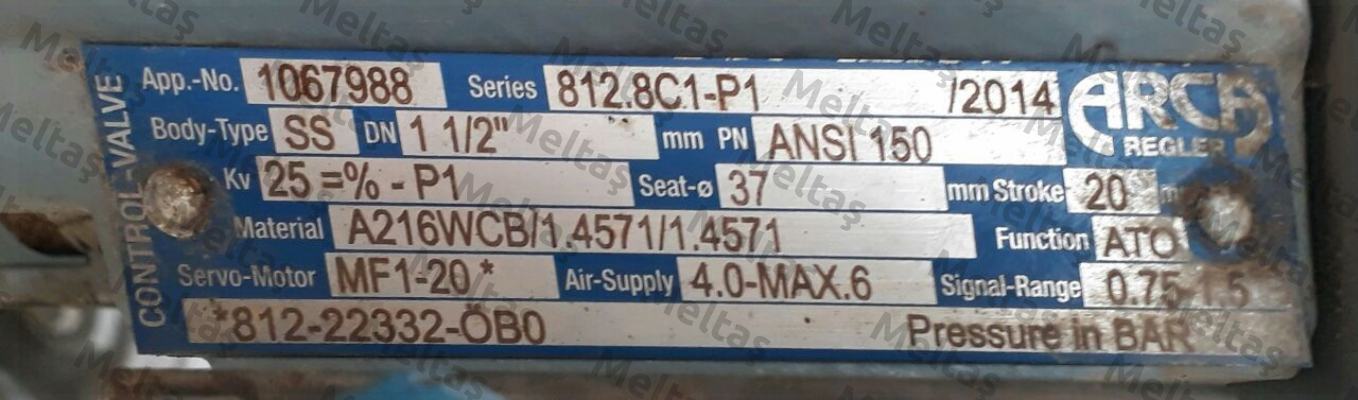 CONTROL-VALVE
App.-No. 1067988 Series 812.8C1-P1 /2014 ARCA REGLER
Body-Type SS DN 1 1/2" mm PN ANSI 150
Kv 25 =% - P1 Seat-ø 37 mm Stroke 20
Material A216WCB/1.4571/1.4571 Function ATO
Servo-Motor MF1-20 * Air-Supply 4.0-MAX.6 Signal-Range 0.75-1.5
*812-22332-ÖB0 Pressure in BAR
Meltaş